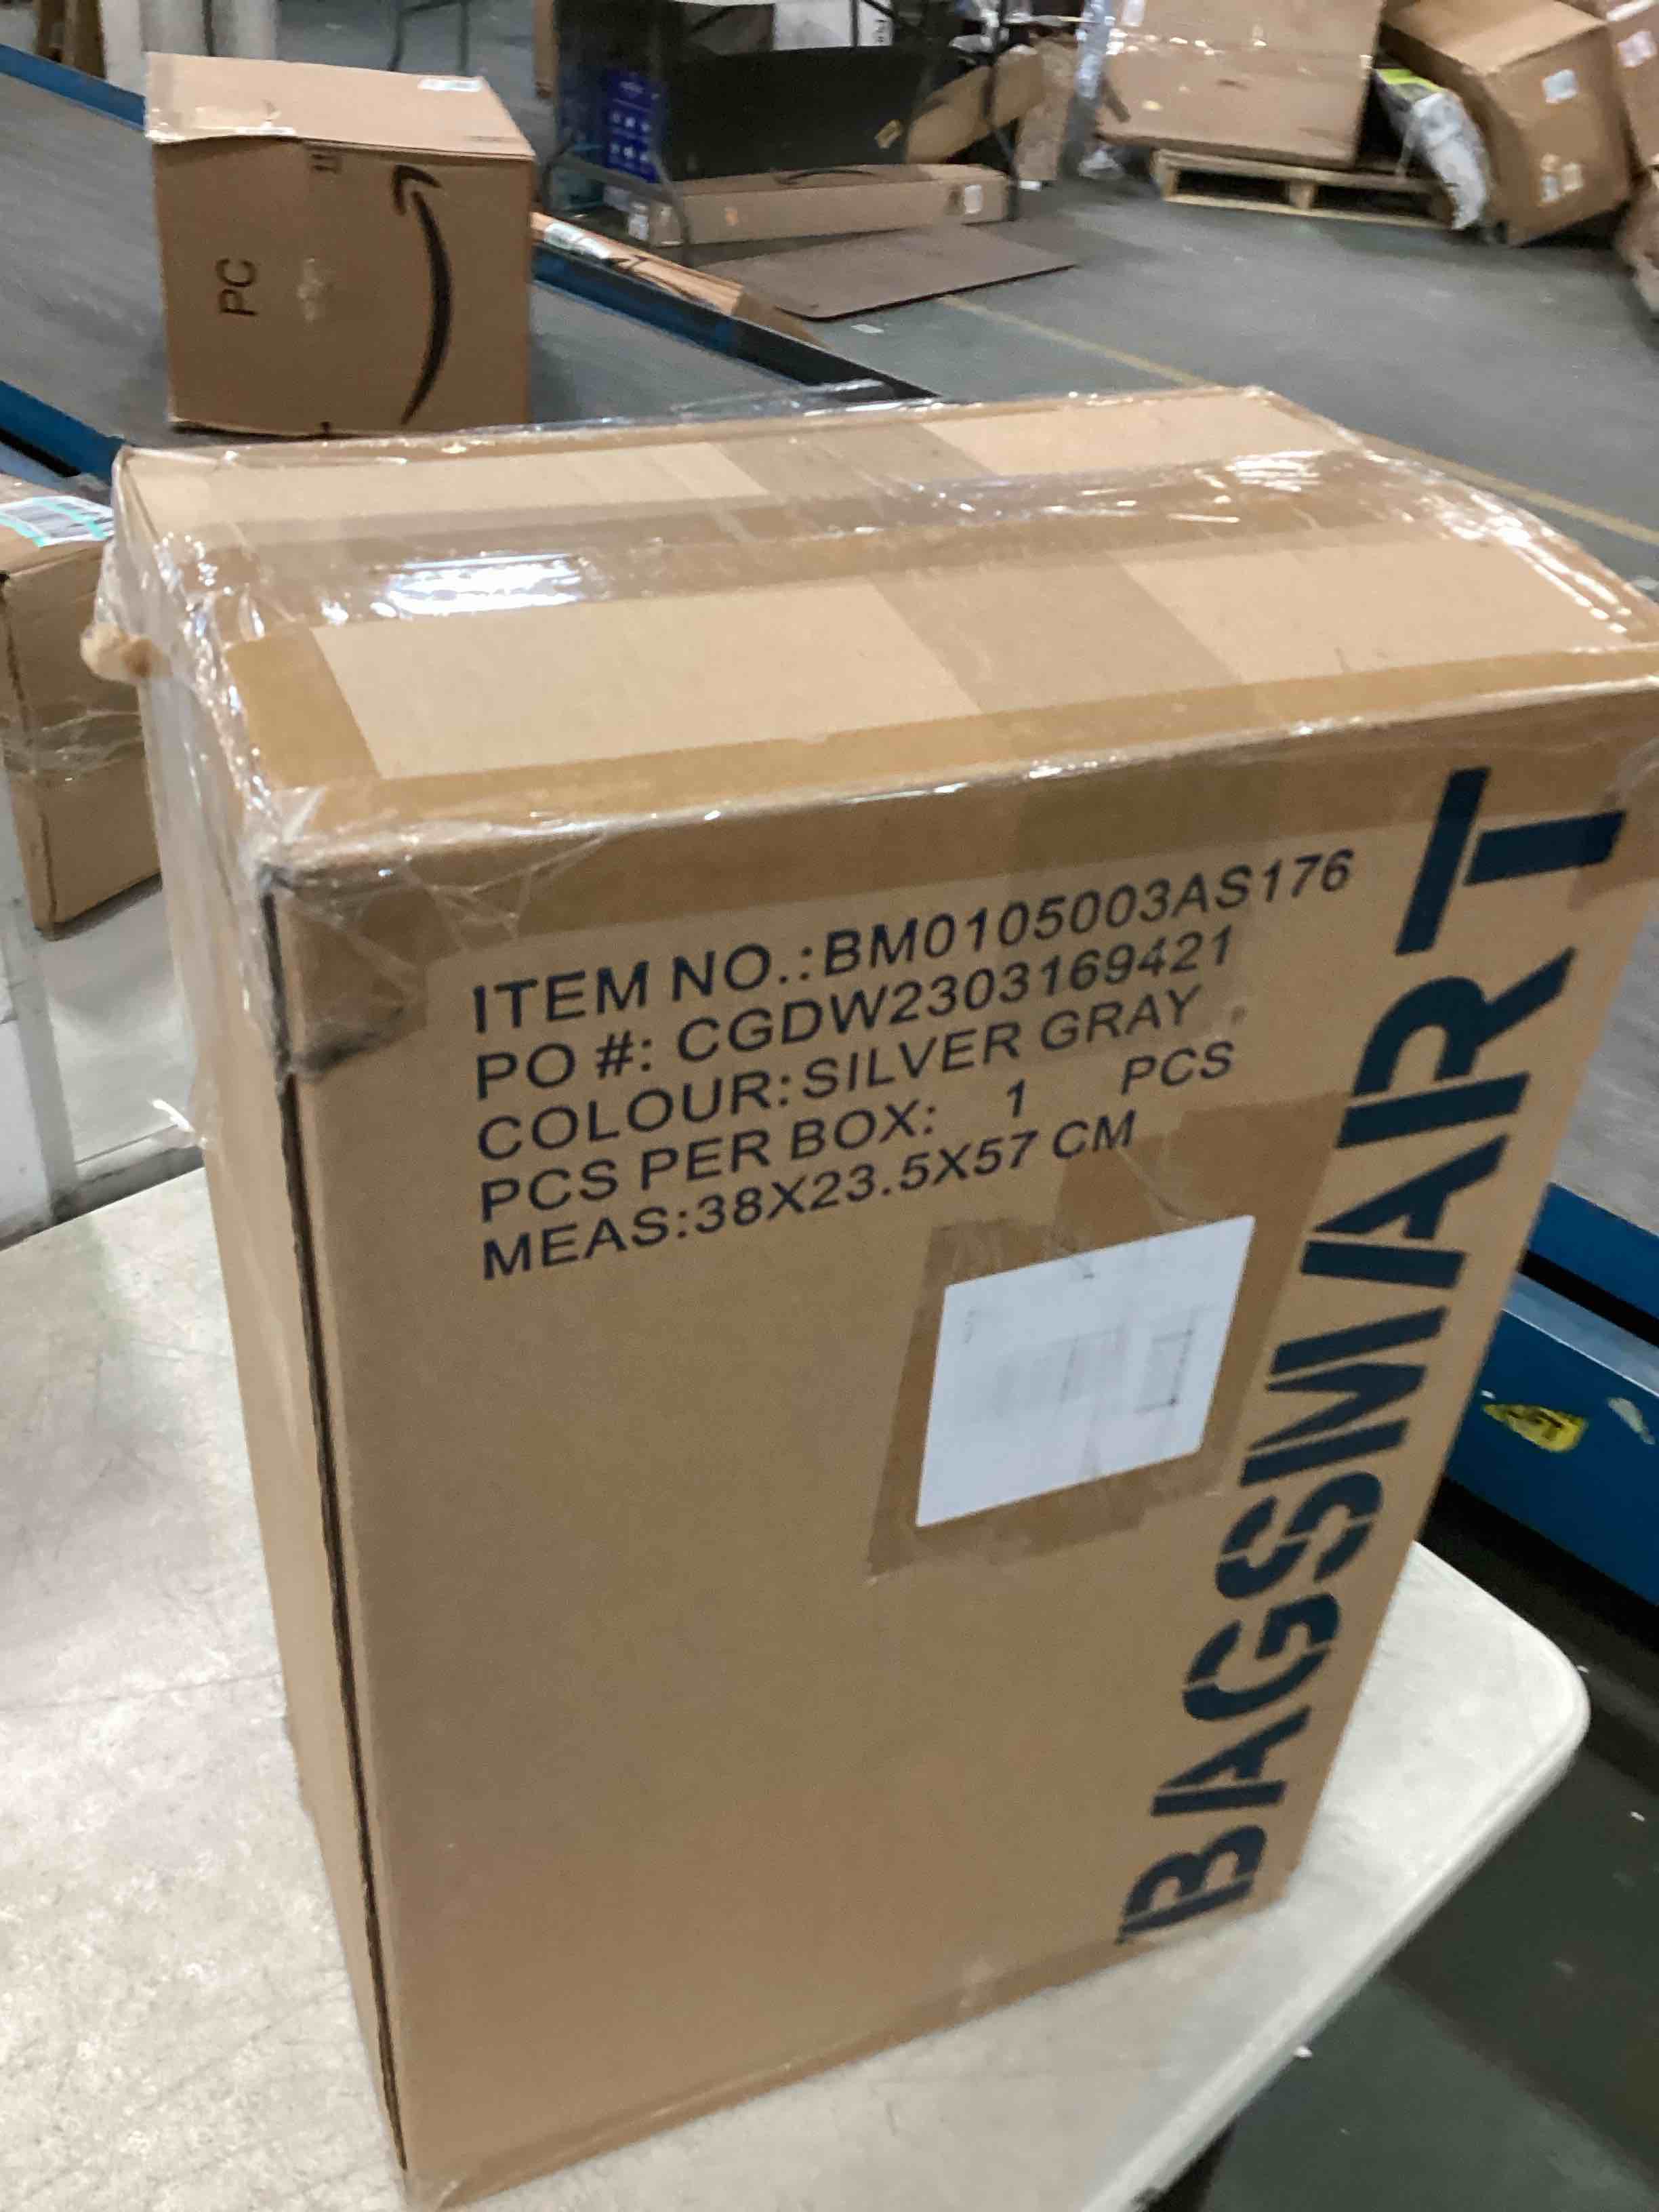 PC
ITEM NO.:BM0105003AS176
PO #: CGDW2303169421
COLOUR:SILVER GRAY
PCS PER BOX: 1 PCS
MEAS:38X23.5X57 CM
BAGSMART